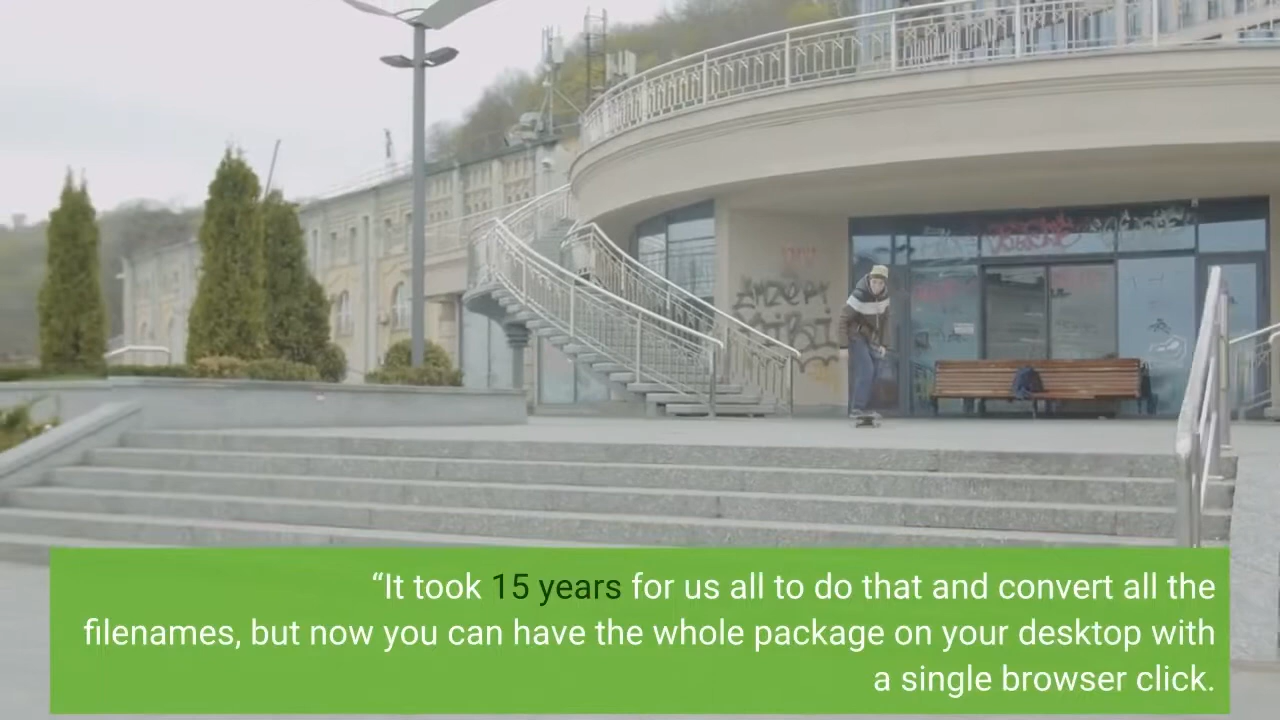 “It took 15 years for us all to do that and convert all the
filenames, but now you can have the whole package on your desktop with
a single browser click.